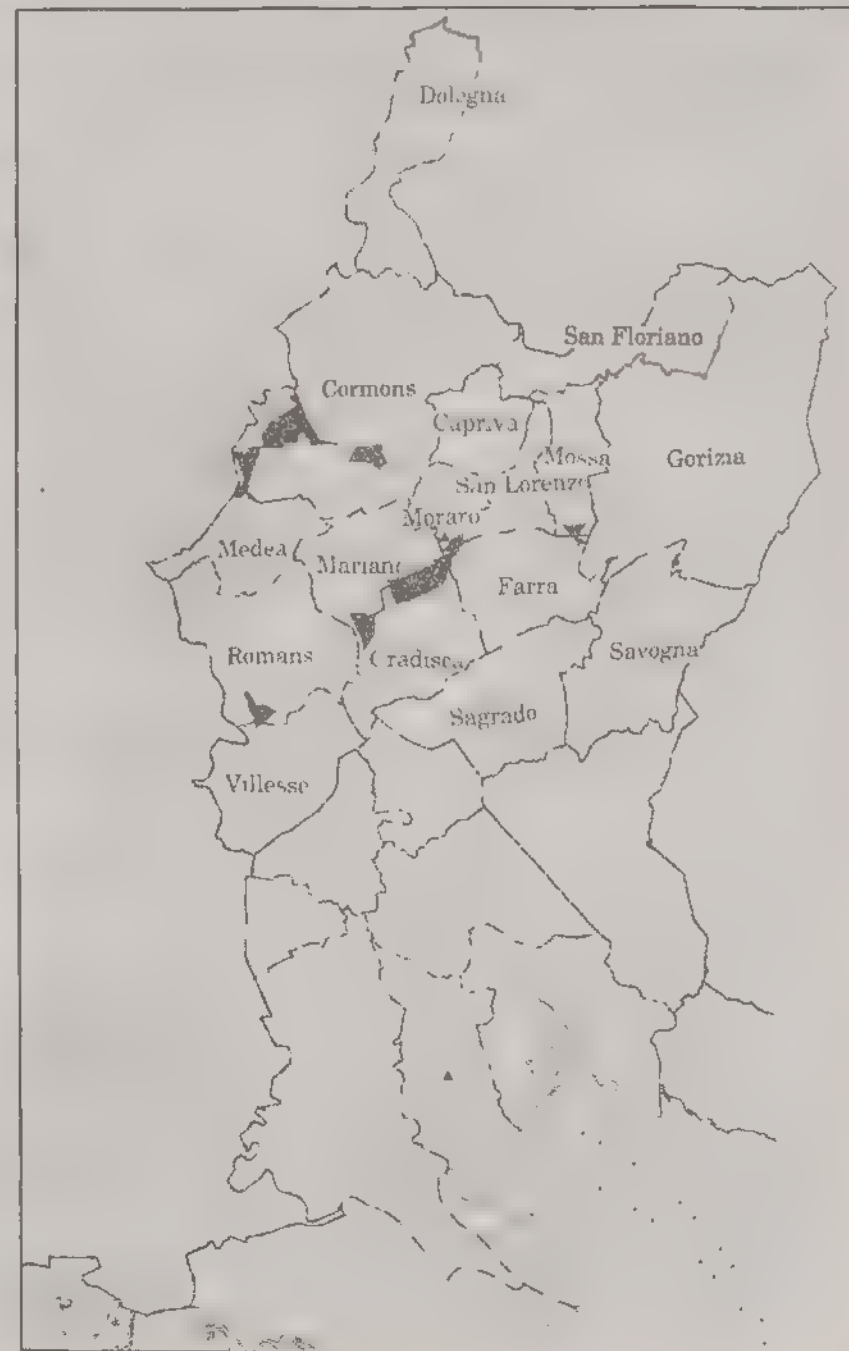 Dolegna
San Floriano
Cormons
Capriva
Mossa
Gorizia
San Lorenzo
Moraro
Medea
Mariano
Farra
Romans
Gradisca
Savogna
Sagrado
Villesse